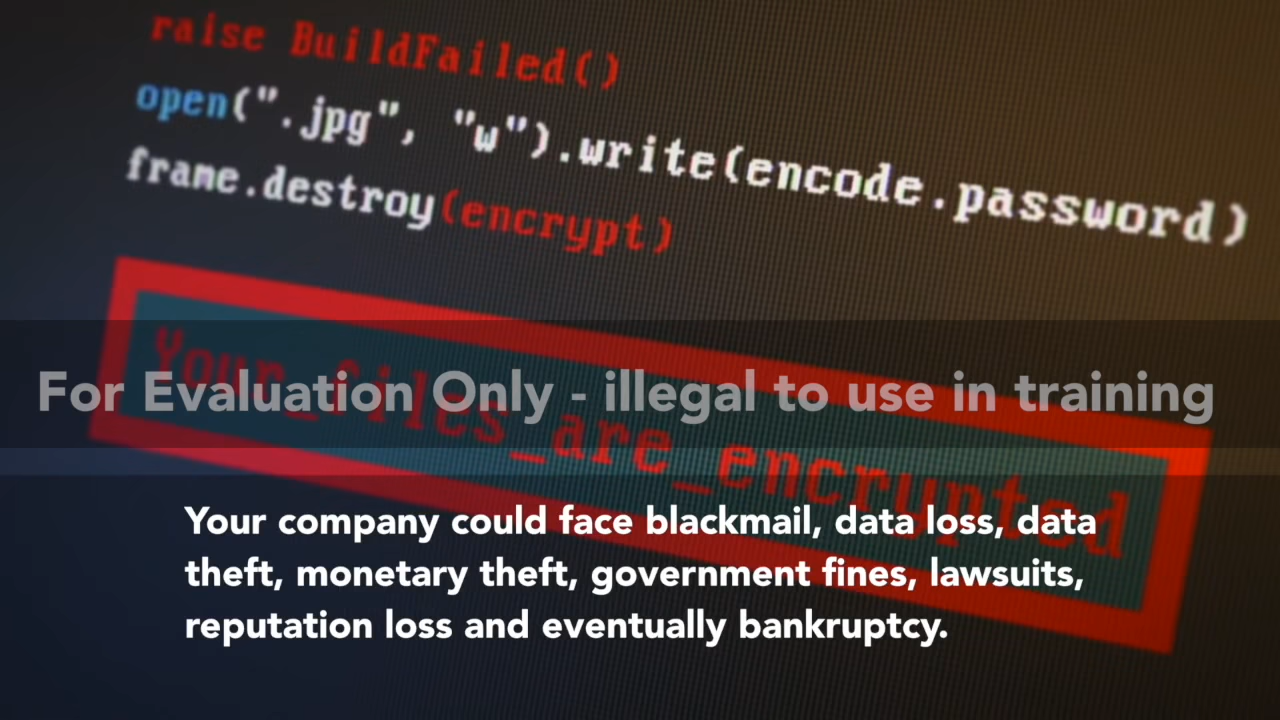 raise BuildFailed()
open(".jpg", "w").write(encode.password)
frame.destroy(encrypt)
Your_files_are_encrypted
For Evaluation Only - illegal to use in training
Your company could face blackmail, data loss, data
theft, monetary theft, government fines, lawsuits,
reputation loss and eventually bankruptcy.